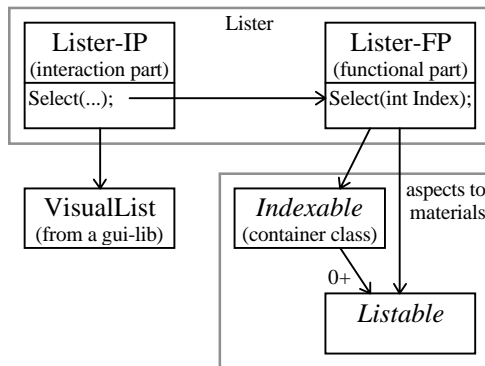 Lister
Lister-IP
(interaction part)
Select(...);
Lister-FP
(functional part)
Select(int Index);
VisualList
(from a gui-lib)
Indexable
(container class)
aspects to
materials
0+
Listable